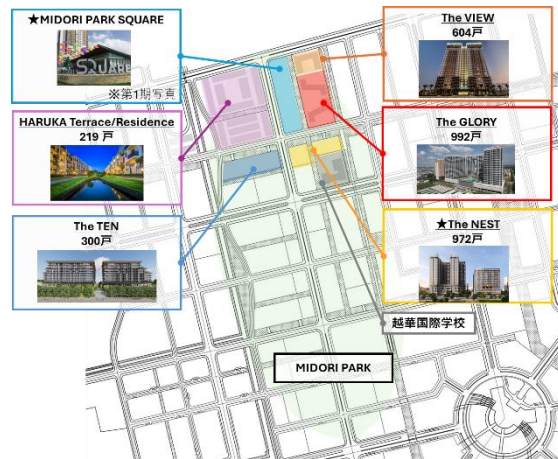 ★MIDORI PARK SQUARE
SQUARE
※第1期写真
The VIEW
604戸
HARUKA Terrace/Residence
219 戸
The GLORY
992戸
The TEN
300戸
★The NEST
972戸
越華国際学校
MIDORI PARK